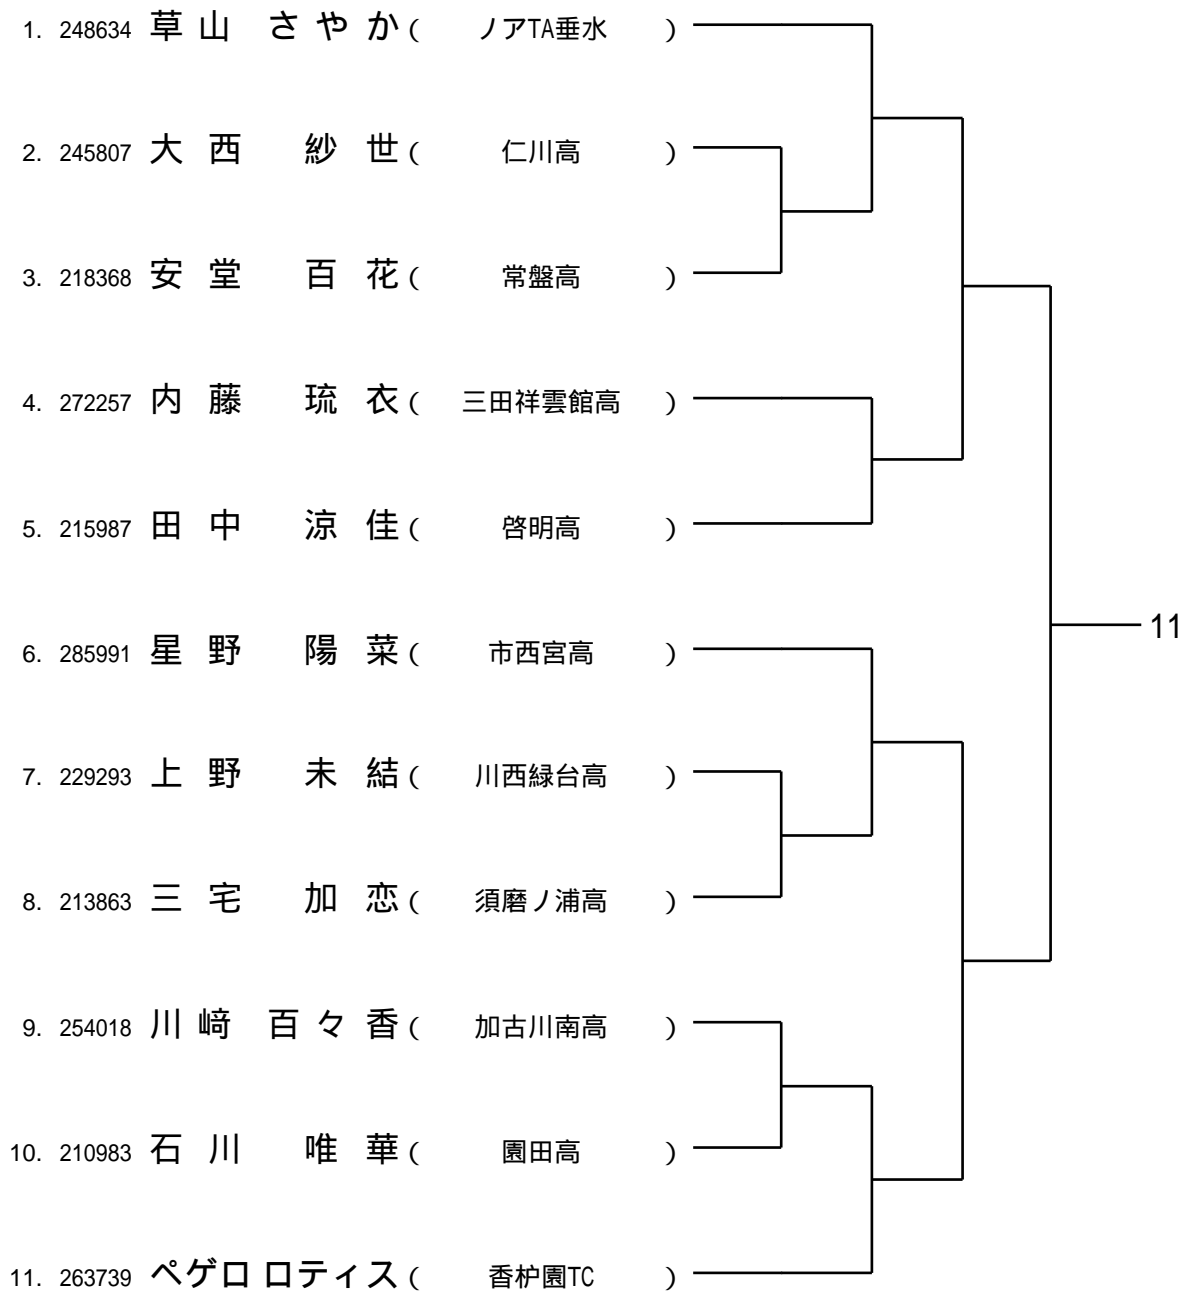 1. 248634 草山 さやか ( ノアTA垂水 )
2. 245807 大西 紗世 ( 仁川高 )
3. 218368 安堂 百花 ( 常盤高 )
4. 272257 内藤 琉衣 ( 三田祥雲館高 )
5. 215987 田中 涼佳 ( 啓明高 )
11
6. 285991 星野 陽菜 ( 市西宮高 )
7. 229293 上野 未結 ( 川西緑台高 )
8. 213863 三宅 加恋 ( 須磨ノ浦高 )
9. 254018 川﨑 百々香 ( 加古川南高 )
10. 210983 石川 唯華 ( 園田高 )
11. 263739 ペゲロ ロティス ( 香枦園TC )